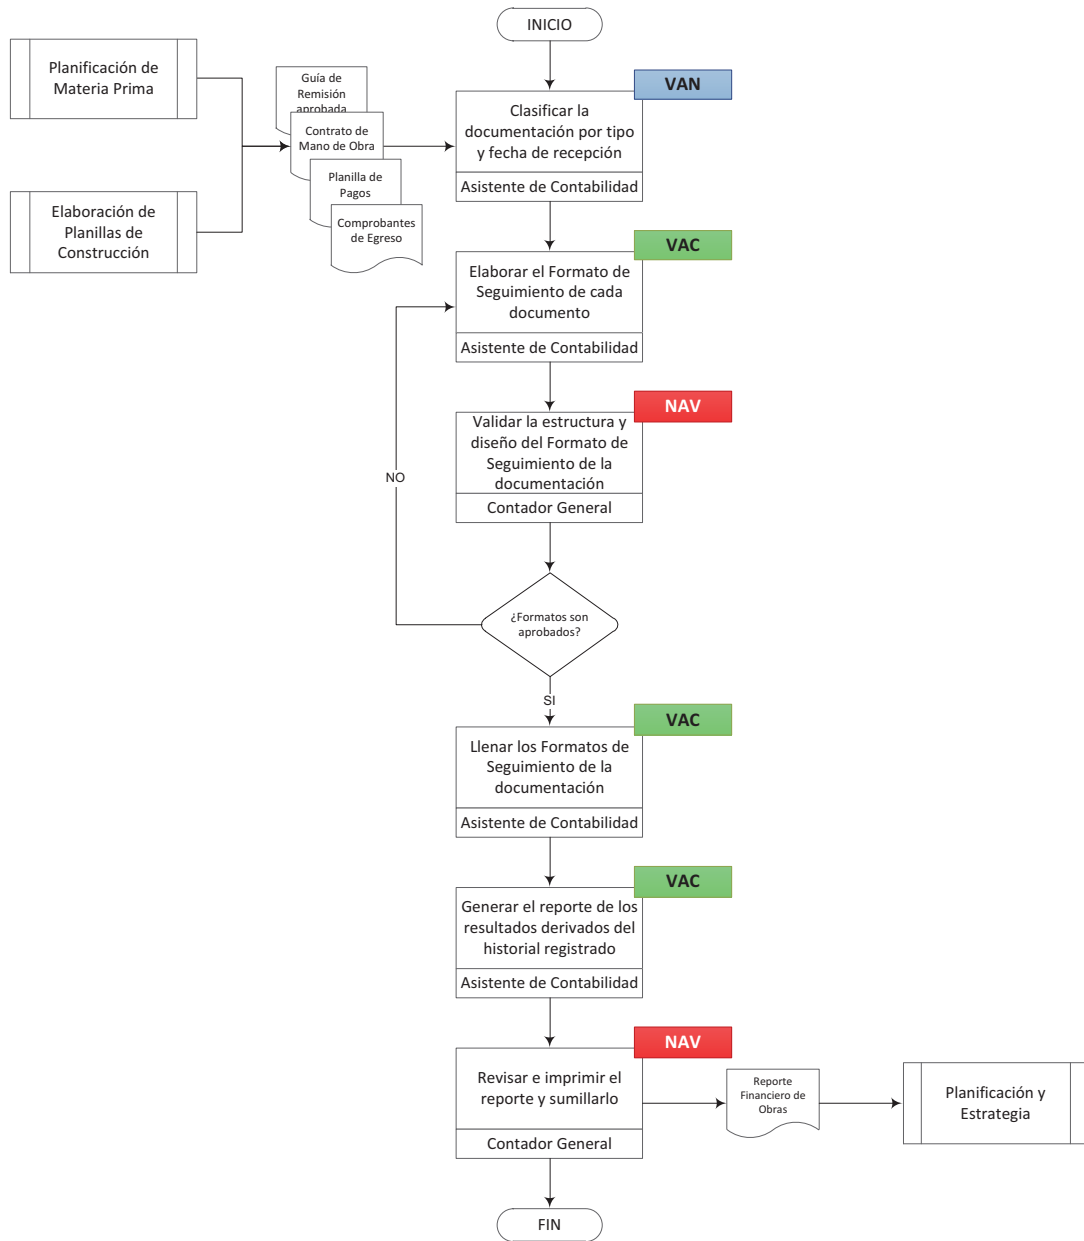 INICIO
Planificación de
Materia Prima
Guía de
Remisión
aprobada
Contrato de
Mano de Obra
Planilla de
Pagos
Comprobantes
de Egreso
Elaboración de
Planillas de
Construcción
VAN
Clasificar la
documentación por tipo
y fecha de recepción
Asistente de Contabilidad
VAC
Elaborar el Formato de
Seguimiento de cada
documento
Asistente de Contabilidad
NAV
Validar la estructura y
diseño del Formato de
Seguimiento de la
documentación
Contador General
NO
¿Formatos son
aprobados?
SI
VAC
Llenar los Formatos de
Seguimiento de la
documentación
Asistente de Contabilidad
VAC
Generar el reporte de los
resultados derivados del
historial registrado
Asistente de Contabilidad
NAV
Revisar e imprimir el
reporte y sumillarlo
Contador General
Reporte
Financiero de
Obras
Planificación y
Estrategia
FIN